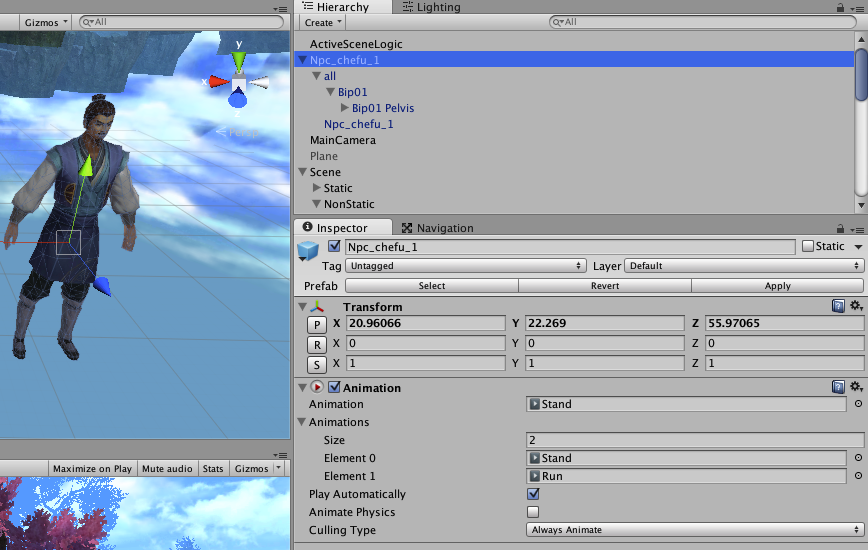 Hierarchy Lighting
Gizmos All Create All
ActiveSceneLogic
Npc_chefu_1
all
Bip01
Bip01 Pelvis
Npc_chefu_1
MainCamera
Plane
Scene
Static
NonStatic
y
x
Persp
Inspector Navigation
Npc_chefu_1 Static
Tag Untagged Layer Default
Prefab Select Revert Apply
Transform
P X 20.96066 Y 22.269 Z 55.97065
R X 0 Y 0 Z 0
S X 1 Y 1 Z 1
Animation
Animation Stand
Animations
Size 2
Element 0 Stand
Element 1 Run
Play Automatically
Animate Physics
Culling Type Always Animate
Maximize on Play Mute audio Stats Gizmos